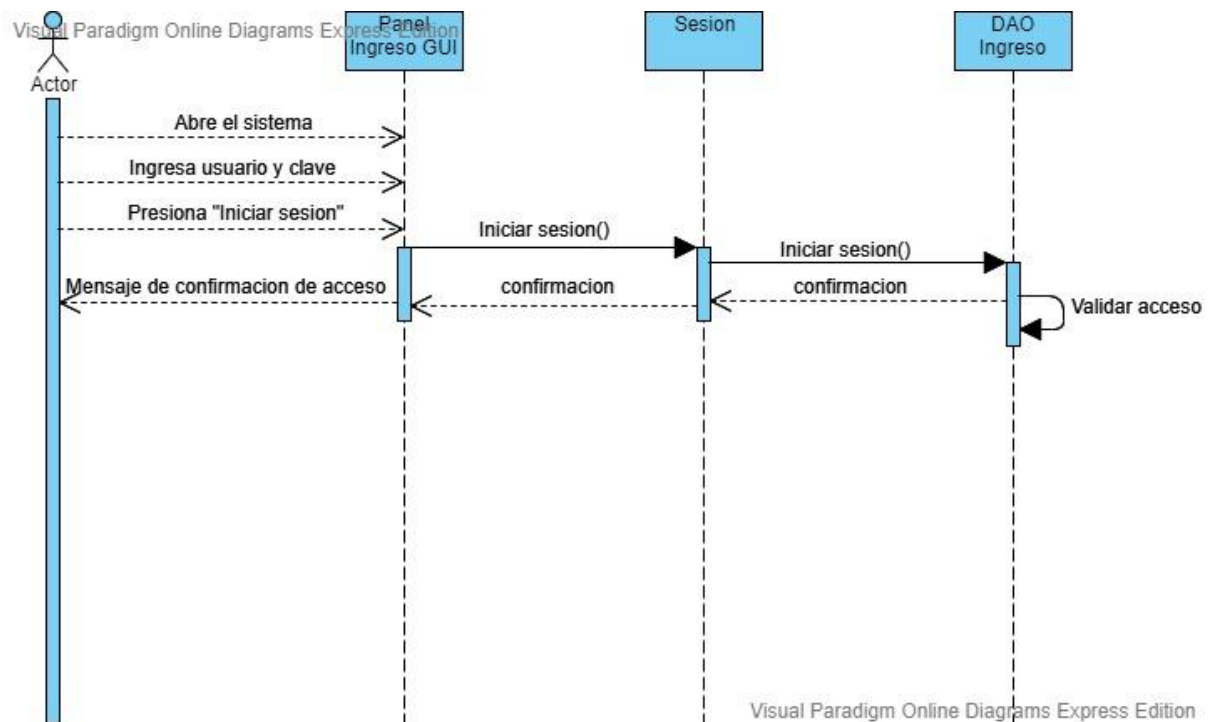 Visual Paradigm Online Diagrams Express Edition
Panel
Ingreso GUI
Sesion
DAO
Ingreso
Actor
Abre el sistema
Ingresa usuario y clave
Presiona "Iniciar sesion"
Iniciar sesion()
Iniciar sesion()
Mensaje de confirmacion de acceso
confirmacion
confirmacion
Validar acceso
Visual Paradigm Online Diagrams Express Edition